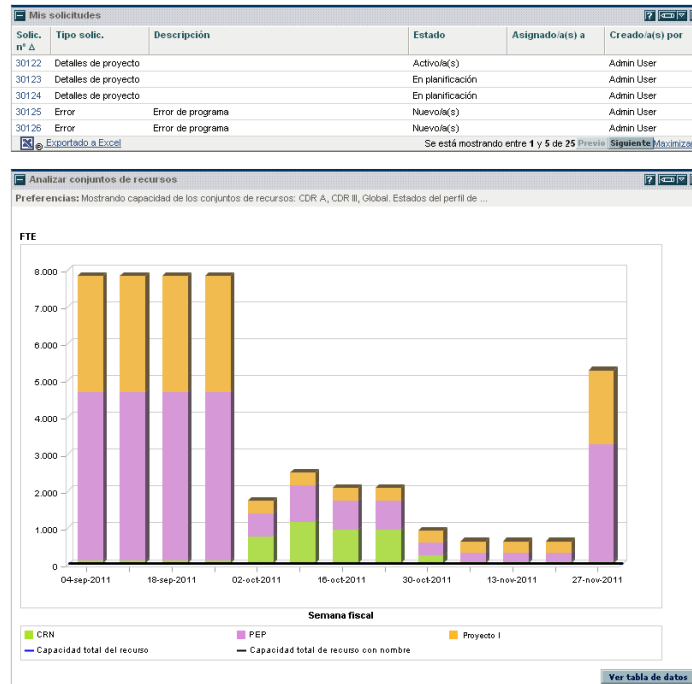 Mis solicitudes
Solic. n° Δ Tipo solic. Descripción Estado Asignado/a(s) a Creado/a(s) por
30122 Detalles de proyecto Activo/a(s) Admin User
30123 Detalles de proyecto En planificación Admin User
30124 Detalles de proyecto En planificación Admin User
30125 Error Error de programa Nuevo/a(s) Admin User
30126 Error Error de programa Nuevo/a(s) Admin User
Exportado a Excel Se está mostrando entre 1 y 5 de 25 Previo Siguiente Maximizar
Analizar conjuntos de recursos
Preferencias: Mostrando capacidad de los conjuntos de recursos: CDR A, CDR III, Global. Estados del perfil de ...
FTE
8.000
7.000
6.000
5.000
4.000
3.000
2.000
1.000
0
04-sep-2011 18-sep-2011 02-oct-2011 16-oct-2011 30-oct-2011 13-nov-2011 27-nov-2011
Semana fiscal
CRN PEP Proyecto I
Capacidad total del recurso Capacidad total de recurso con nombre
Ver tabla de datos